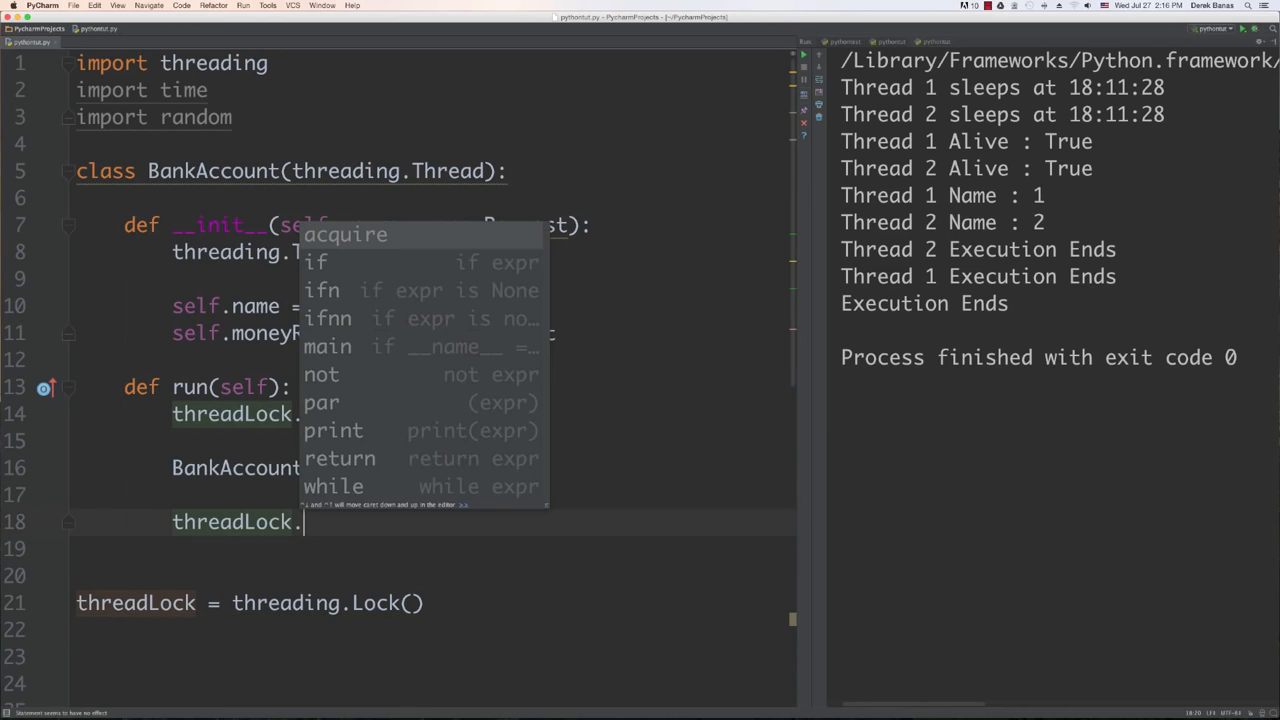 PyCharm File Edit View Navigate Code Refactor Run Tools VCS Window Help 10 Wed Jul 27 2:16 PM Derek Banas
pythontut.py - PycharmProjects - [~/PycharmProjects]
PycharmProjects pythontut.py pythontut
pythontut.py Run: pythontest pythontut pythontut
1 import threading
2 import time
3 import random
4
5 class BankAccount(threading.Thread):
6
7 def __init__(self
st):
8 threading.T
9
10 self.name =
11 self.moneyR
t
12
13 def run(self):
14 threadLock.
15
16 BankAccount
17
18 threadLock.
19
20
21 threadLock = threading.Lock()
22
23
24
acquire
if if expr
ifn if expr is None
ifnn if expr is no…
main if __name__ =…
not not expr
par (expr)
print print(expr)
return return expr
while while expr
^↓ and ^↑ will move caret down and up in the editor >>
/Library/Frameworks/Python.framework/
Thread 1 sleeps at 18:11:28
Thread 2 sleeps at 18:11:28
Thread 1 Alive : True
Thread 2 Alive : True
Thread 1 Name : 1
Thread 2 Name : 2
Thread 2 Execution Ends
Thread 1 Execution Ends
Execution Ends
Process finished with exit code 0
Statement seems to have no effect 18:20 LF‡ UTF-8‡